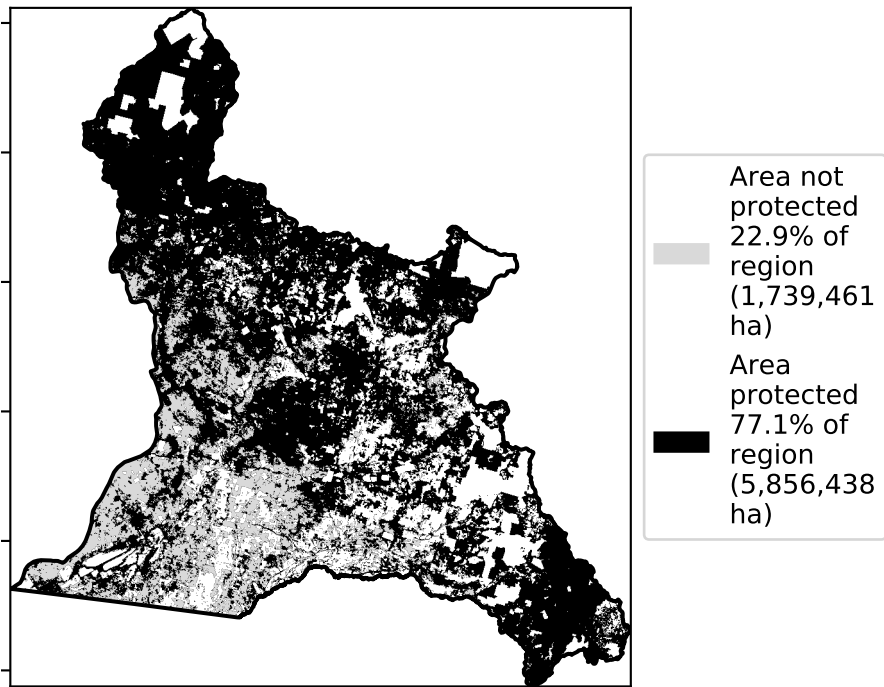 Area not
protected
22.9% of
region
(1,739,461
ha)
Area
protected
77.1% of
region
(5,856,438
ha)